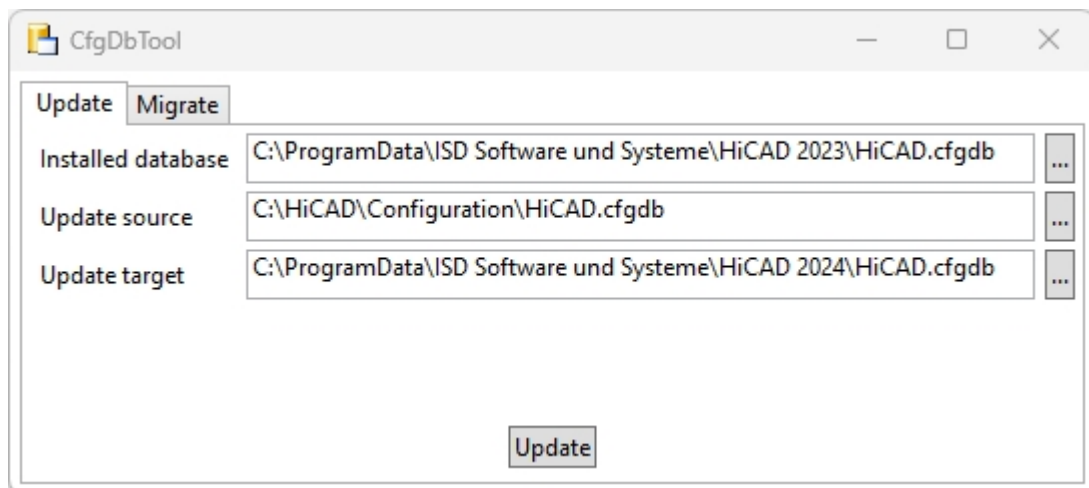 CfgDbTool
Update Migrate
Installed database C:\ProgramData\ISD Software und Systeme\HiCAD 2023\HiCAD.cfgdb ...
Update source C:\HiCAD\Configuration\HiCAD.cfgdb ...
Update target C:\ProgramData\ISD Software und Systeme\HiCAD 2024\HiCAD.cfgdb ...
Update